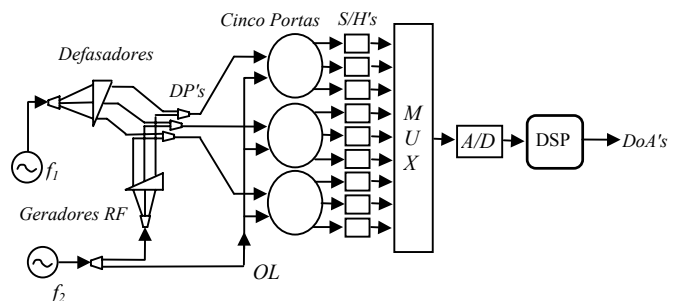 Cinco Portas
S/H's
Defasadores
DP's
M
U
X
A/D
DSP
DoA's
f1
Geradores RF
OL
f2